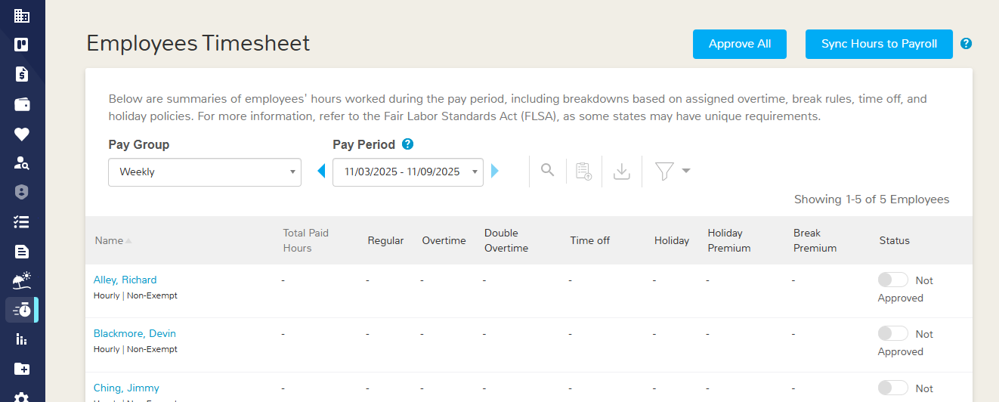 Employees Timesheet
Approve All
Sync Hours to Payroll
?
Below are summaries of employees' hours worked during the pay period, including breakdowns based on assigned overtime, break rules, time off, and
holiday policies. For more information, refer to the Fair Labor Standards Act (FLSA), as some states may have unique requirements.
Pay Group
Pay Period ?
Weekly
11/03/2025 - 11/09/2025
Showing 1-5 of 5 Employees
Name
Total Paid
Hours
Regular
Overtime
Double
Overtime
Time off
Holiday
Holiday
Premium
Break
Premium
Status
Alley, Richard - - - - - - - - Not
Hourly | Non-Exempt Approved
Blackmore, Devin - - - - - - - - Not
Hourly | Non-Exempt Approved
Ching, Jimmy - - - - - - - - Not